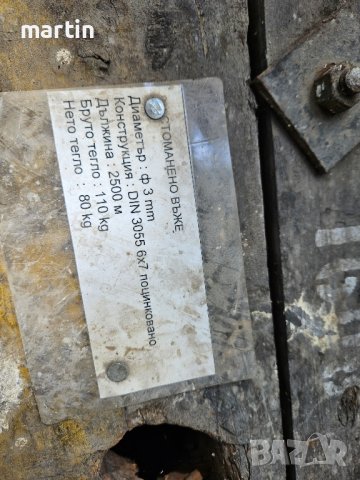 martin
СТОМАНЕНО ВЪЖЕ
Диаметър : ф 3 mm
Конструкция : DIN 3055 6x7 поцинковано
Дължина : 2500 м
Бруто тегло : 110 kg
Нето тегло : 80 kg
BAZAR